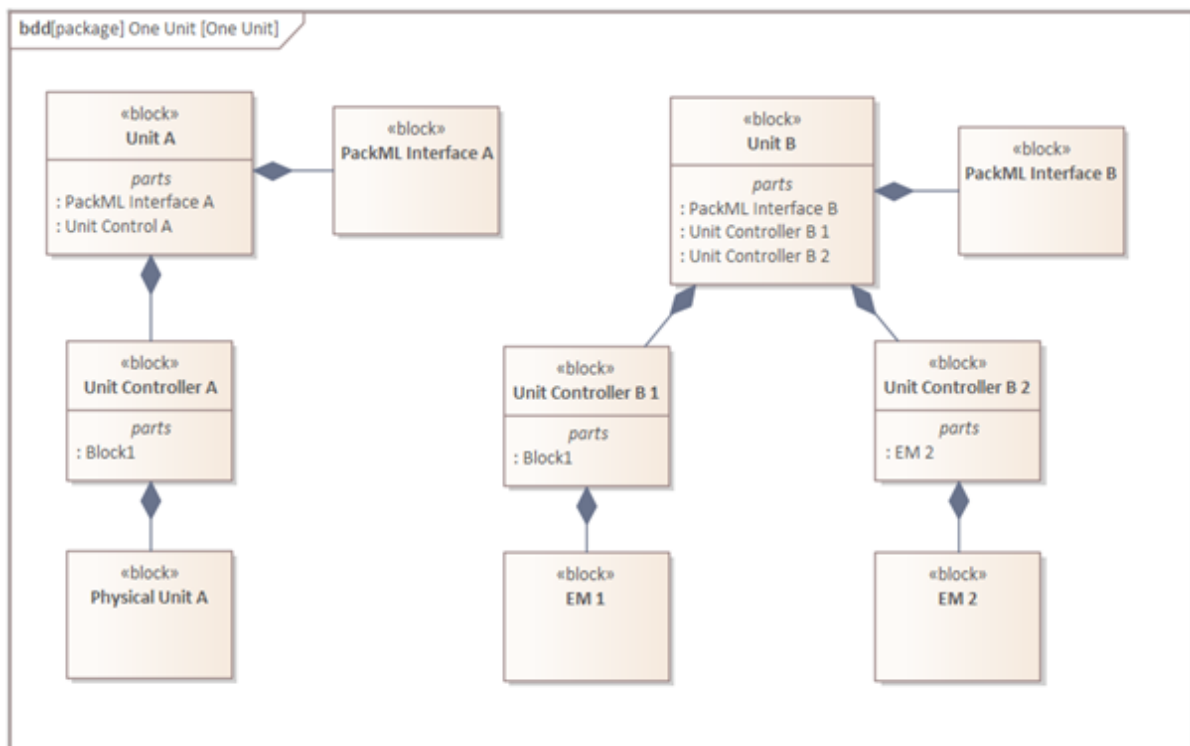 bdd[package] One Unit [One Unit]
«block»
Unit A
parts
: PackML Interface A
: Unit Control A
«block»
PackML Interface A
«block»
Unit B
parts
: PackML Interface B
: Unit Controller B 1
: Unit Controller B 2
«block»
PackML Interface B
«block»
Unit Controller A
parts
: Block1
«block»
Unit Controller B 1
parts
: Block1
«block»
Unit Controller B 2
parts
: EM 2
«block»
Physical Unit A
«block»
EM 1
«block»
EM 2